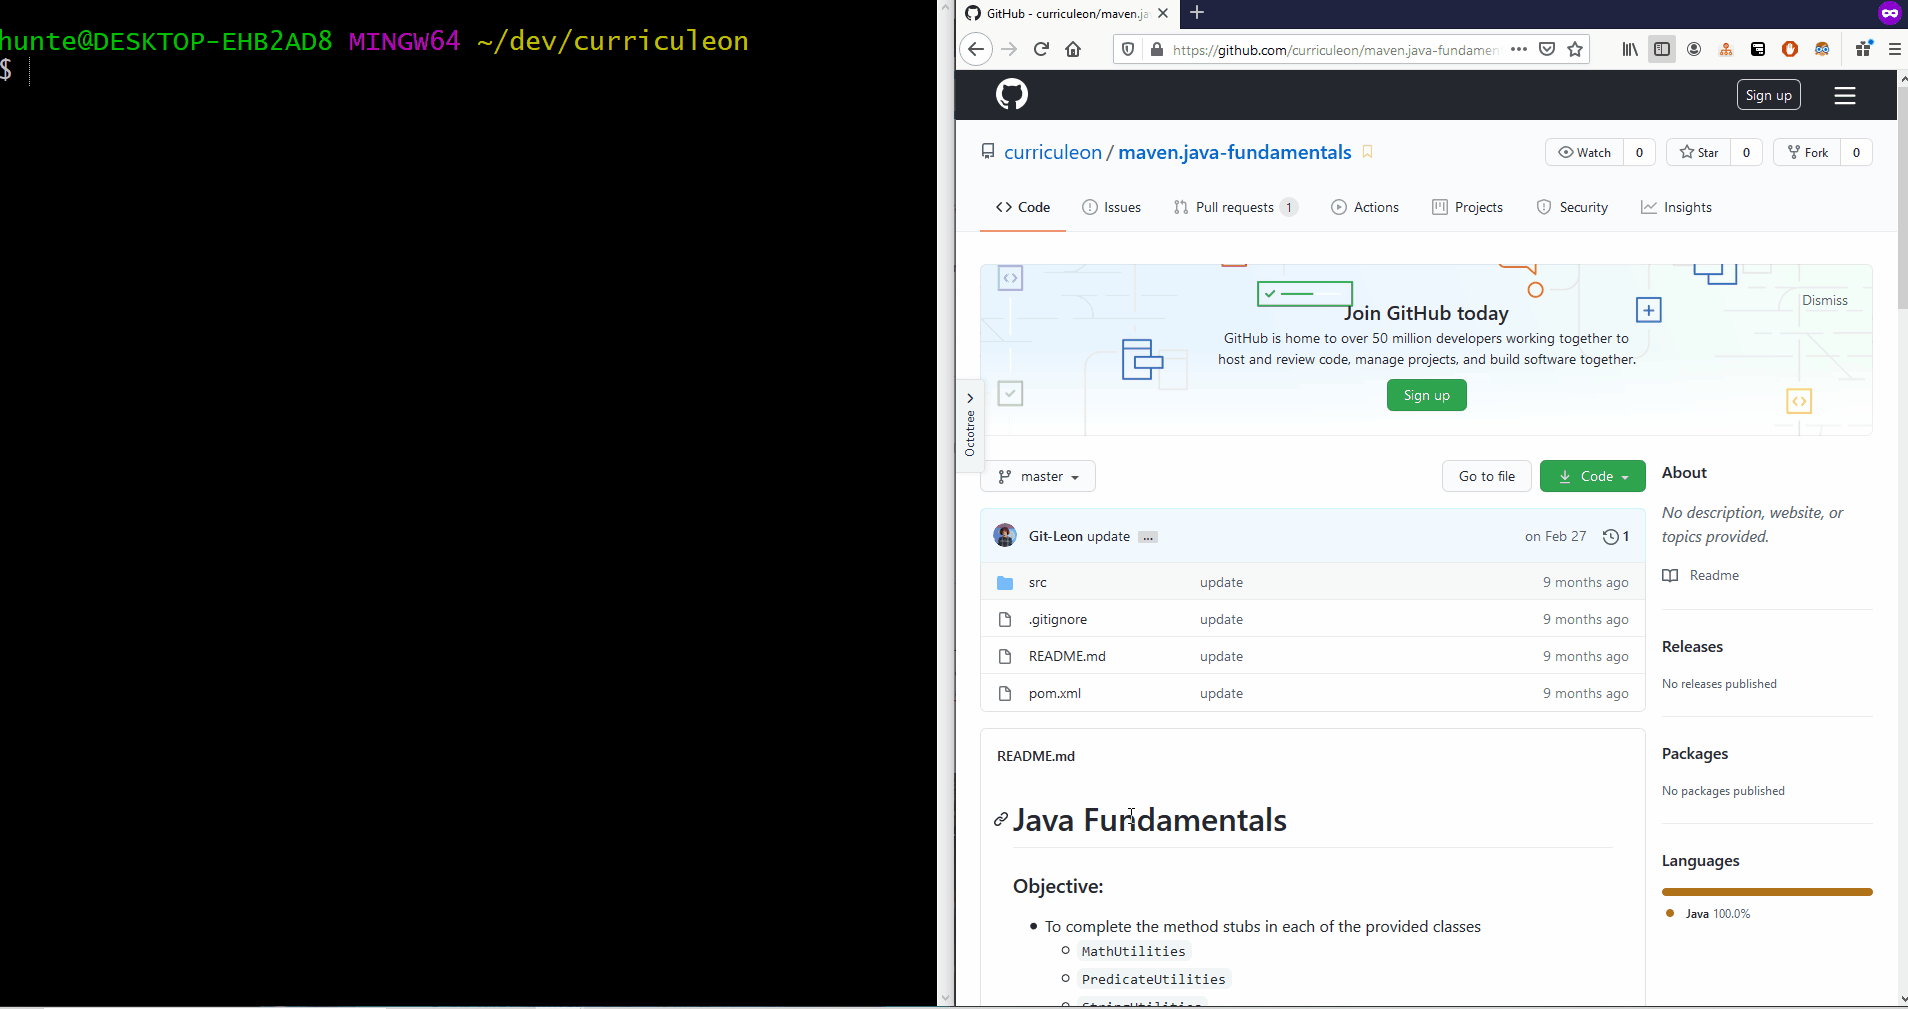 hunte@DESKTOP-EHB2AD8 MINGW64 ~/dev/curriculeon
$
GitHub - curriculeon/maven.ja
https://github.com/curriculeon/maven.java-fundamen
Sign up
curriculeon / maven.java-fundamentals
Watch 0 Star 0 Fork 0
Code Issues Pull requests 1 Actions Projects Security Insights
Join GitHub today
Dismiss
GitHub is home to over 50 million developers working together to
host and review code, manage projects, and build software together.
Sign up
Octotree
master Go to file Code
Git-Leon update ... on Feb 27 1
src update 9 months ago
.gitignore update 9 months ago
README.md update 9 months ago
pom.xml update 9 months ago
README.md
Java Fundamentals
Objective:
To complete the method stubs in each of the provided classes
MathUtilities
PredicateUtilities
StringUtilities
About
No description, website, or
topics provided.
Readme
Releases
No releases published
Packages
No packages published
Languages
Java 100.0%